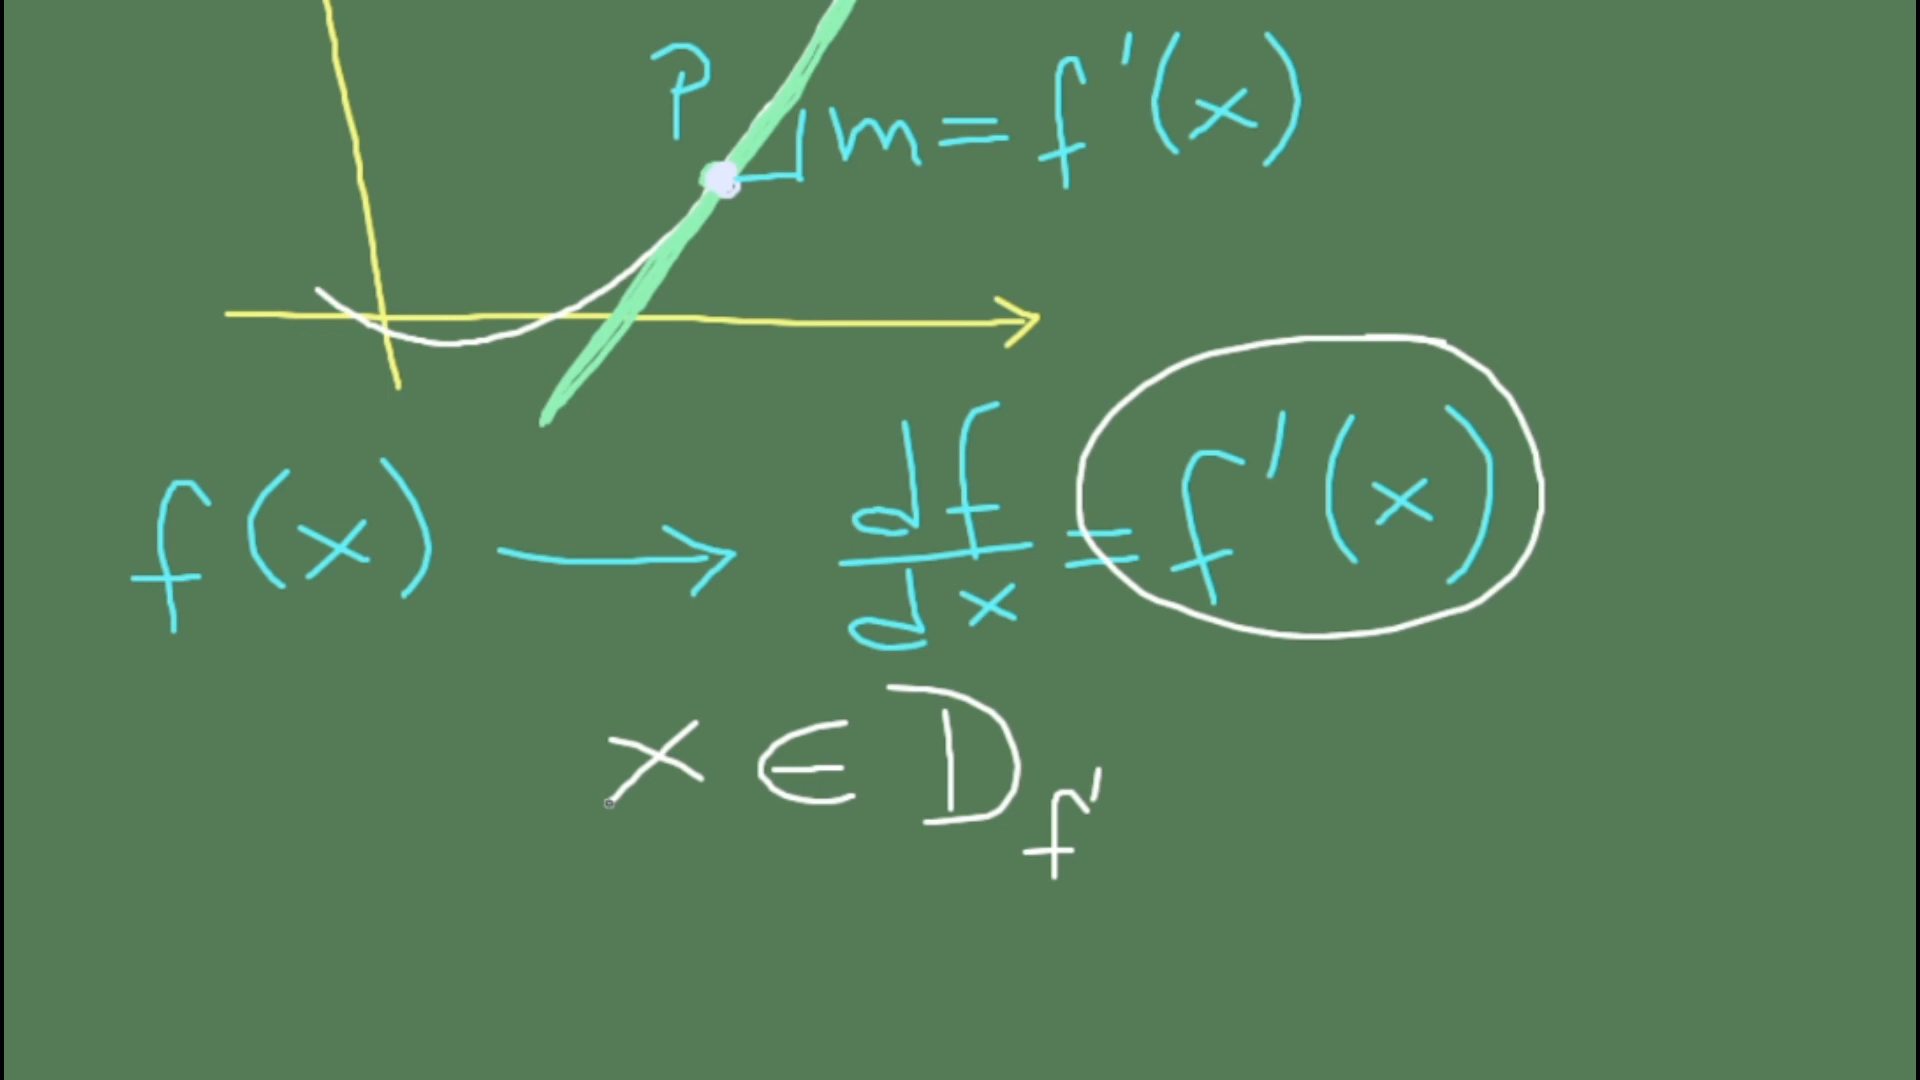 P
m = f'(x)
f(x) → df/dx = f'(x)
x ∈ D_f'